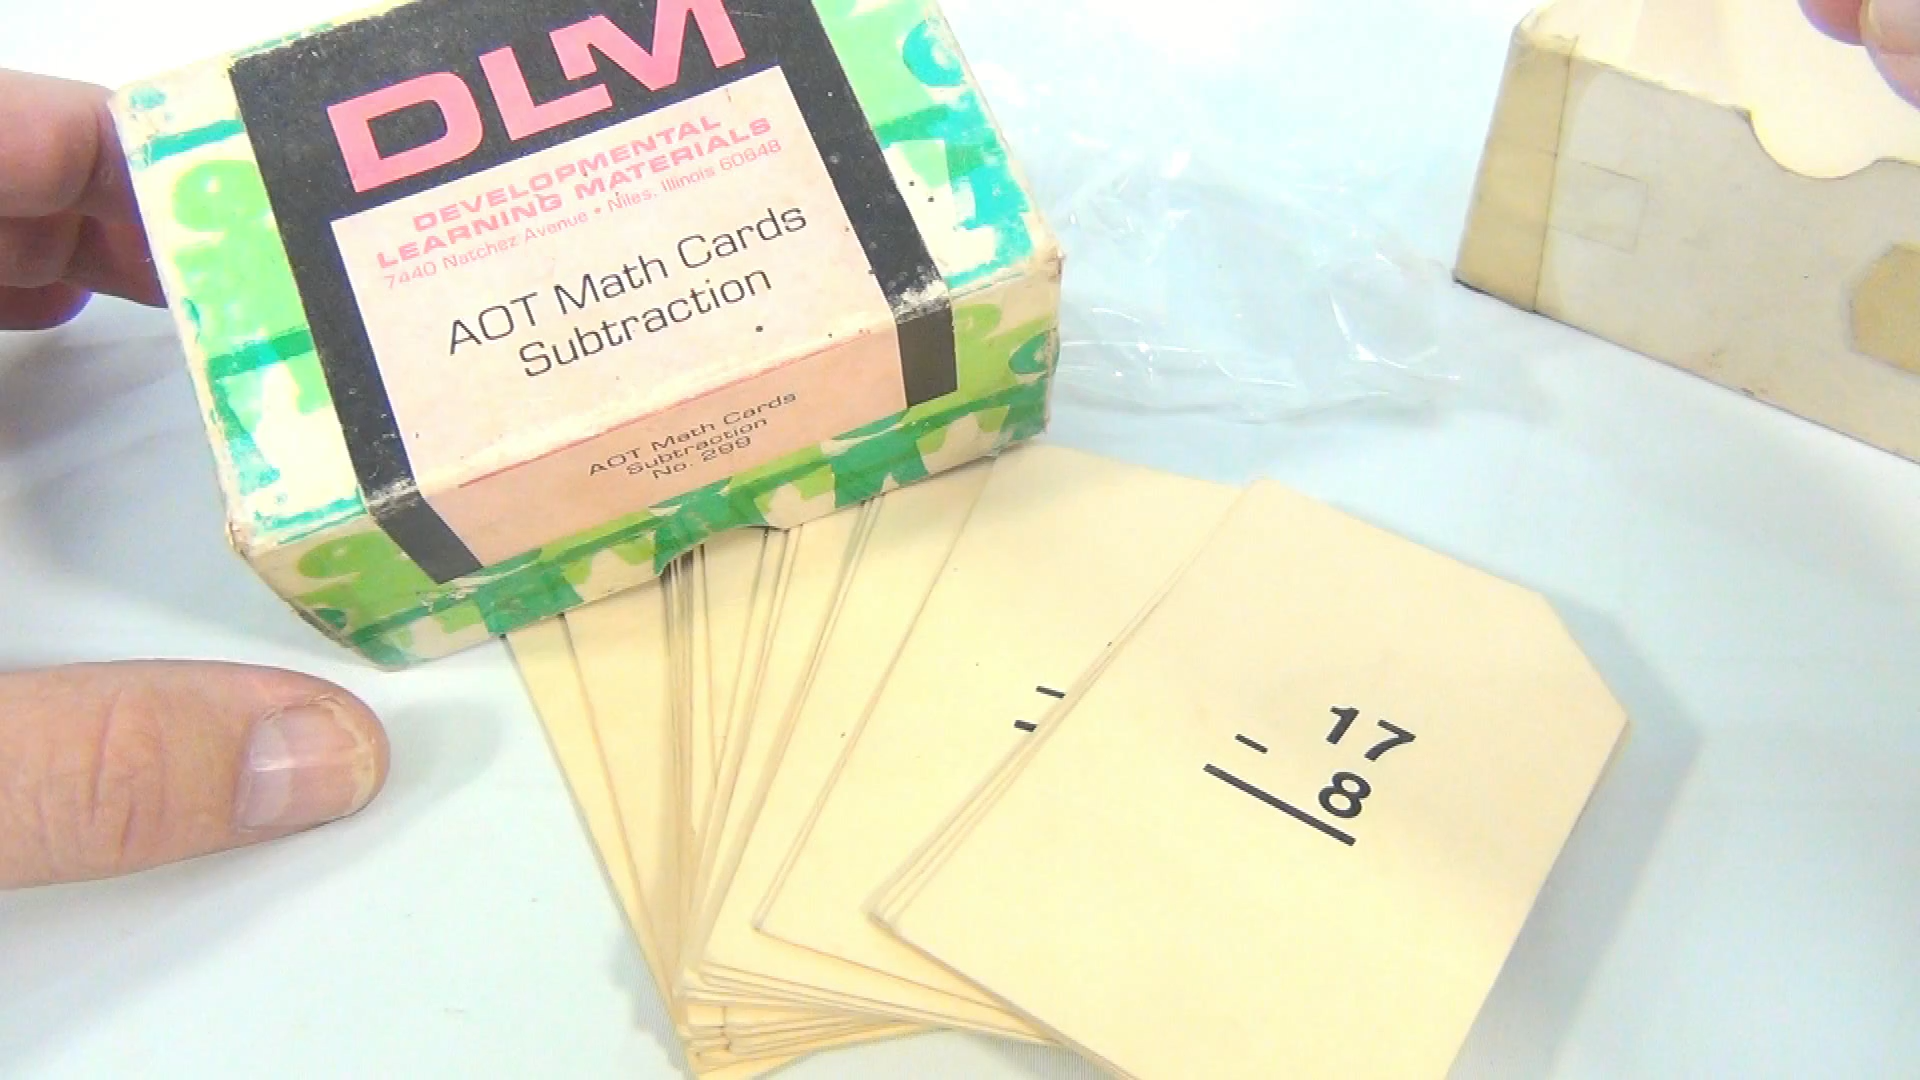 DLM
DEVELOPMENTAL
LEARNING MATERIALS
7440 Natchez Avenue • Niles, Illinois 60648
AOT Math Cards
Subtraction
AOT Math Cards
Subtraction
No. 299
17
- 8